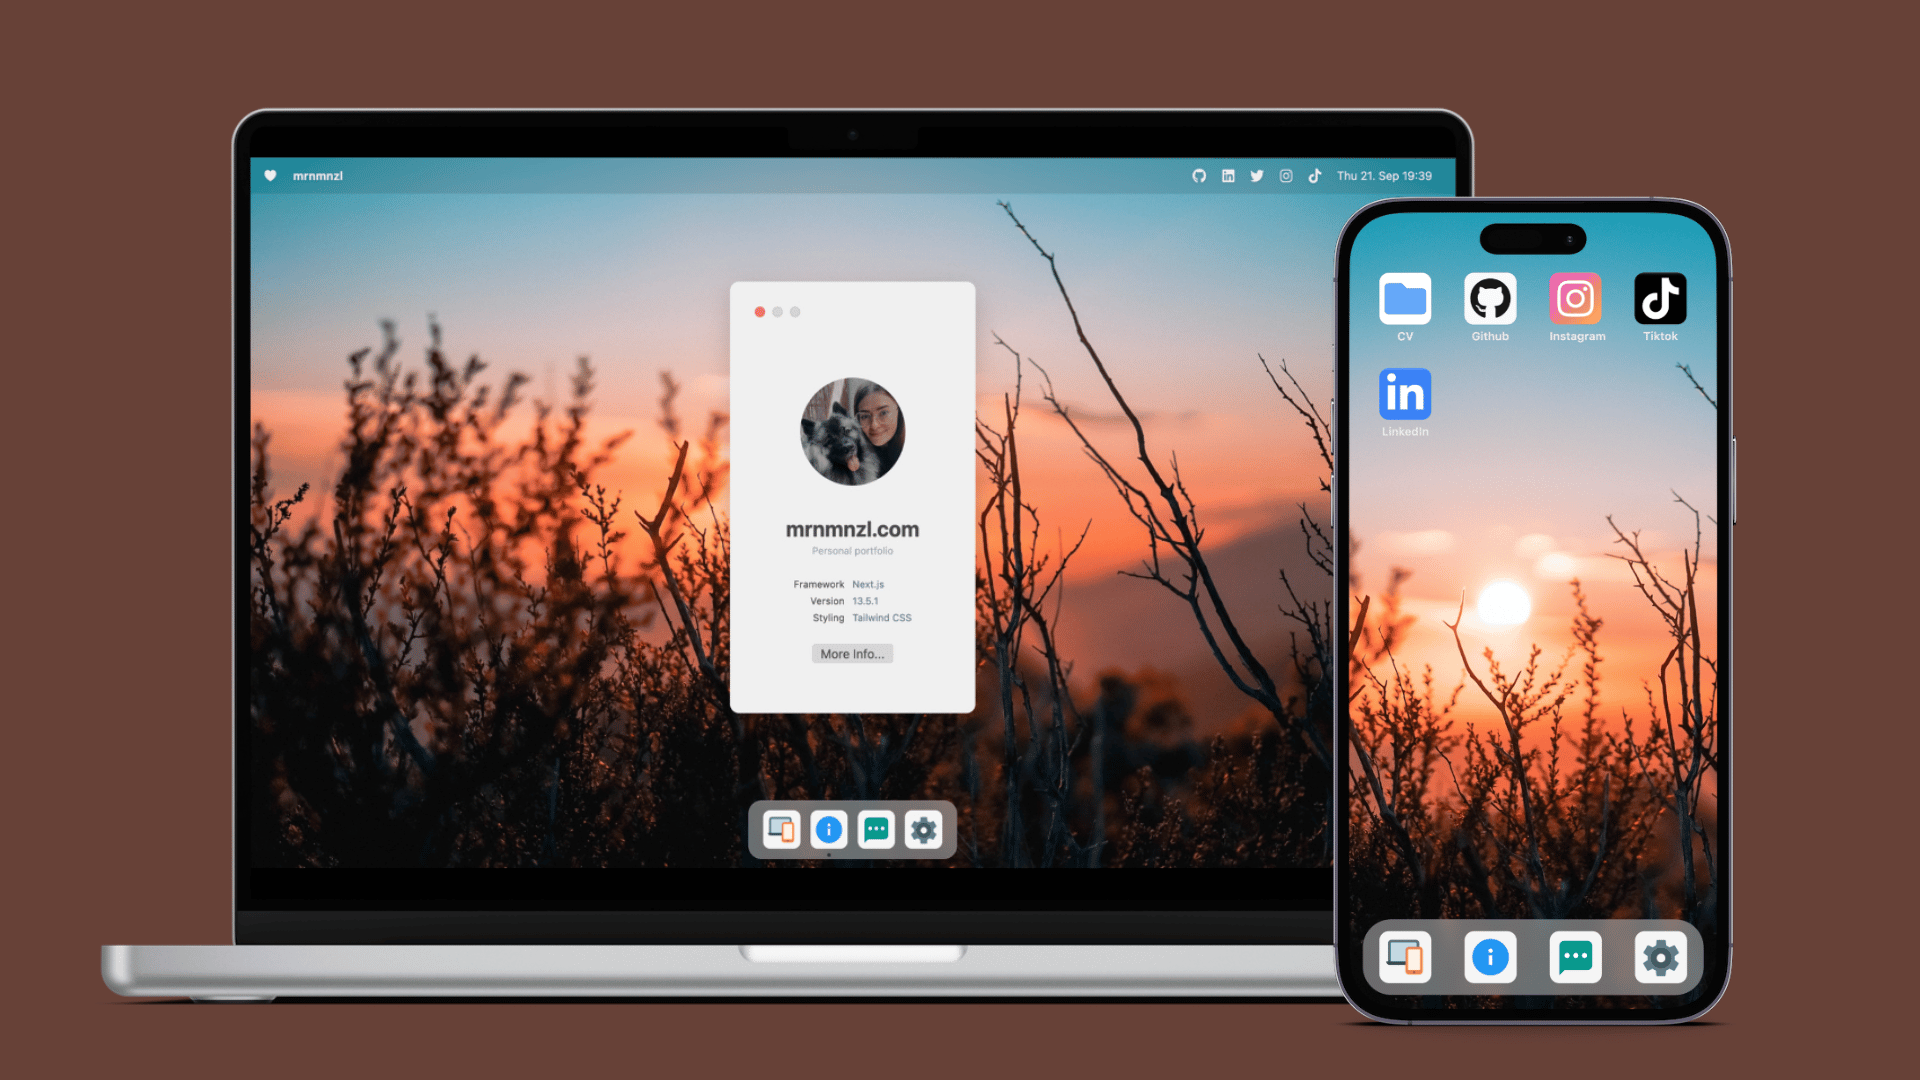 mrnmnzl
Thu 21. Sep 19:39
mrnmnzl.com
Personal portfolio
Framework Next.js
Version 13.5.1
Styling Tailwind CSS
More Info...
CV
Github
Instagram
Tiktok
in
LinkedIn